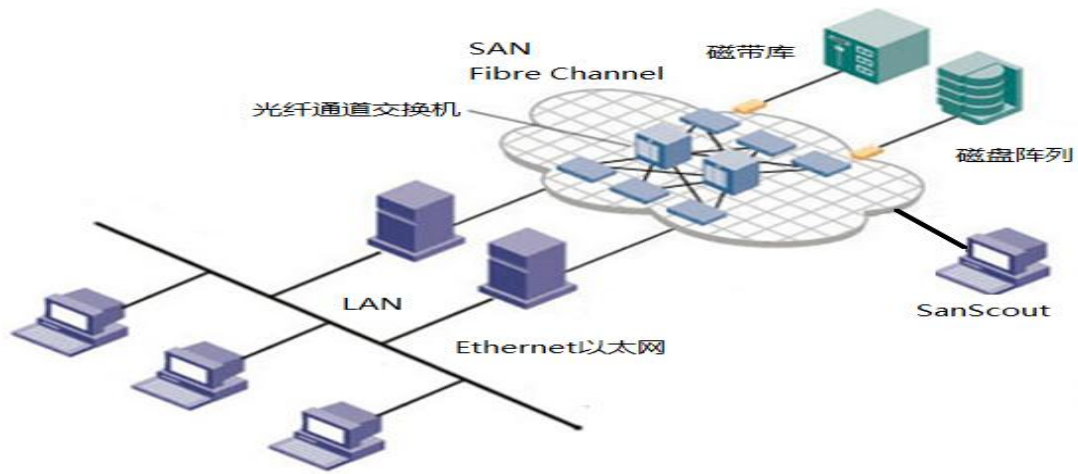 SAN
Fibre Channel
磁带库
光纤通道交换机
磁盘阵列
SanScout
LAN
Ethernet以太网